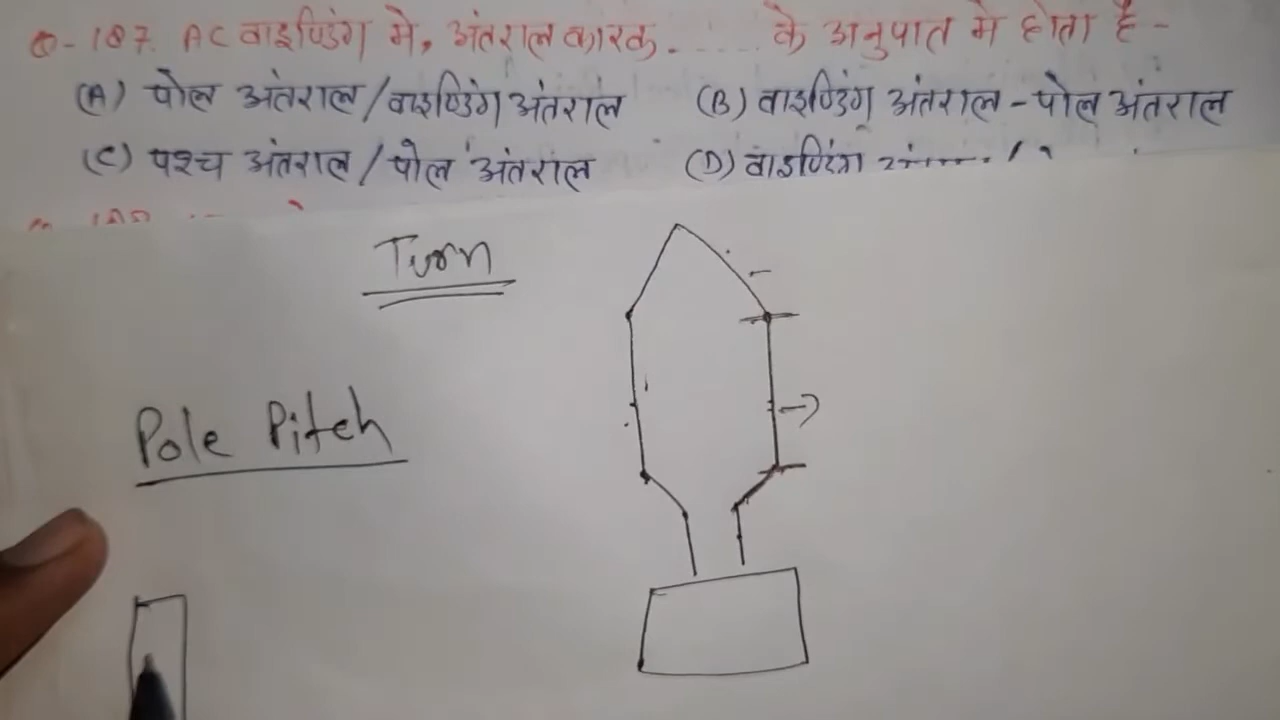 Q-187. AC वाइण्डिंग मे, अंतराल कारक...... के अनुपात मे होता है -
(A) पोल अंतराल/वाइण्डिंग अंतराल (B) वाइण्डिंग अंतराल - पोल अंतराल
(C) पश्च अंतराल/पोल अंतराल (D) वाइण्डिंग
Turn
Pole Pitch